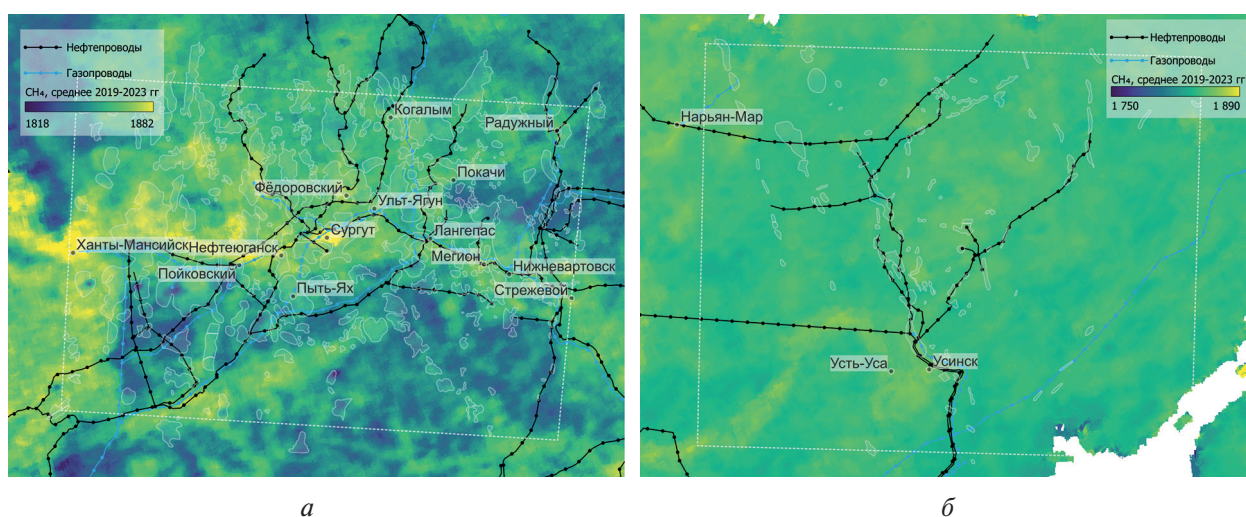 Нефтепроводы
Газопроводы
CH₄, среднее 2019-2023 гг
1818 1882
Когалым
Радужный
Фёдоровский
Покачи
Ульт-Ягун
Сургут
Лангепас
Ханты-Мансийск
Нефтеюганск
Мегион
Пойковский
Нижневартовск
Пыть-Ях
Стрежевой
а
Нефтепроводы
Газопроводы
CH₄, среднее 2019-2023 гг
1 750 1 890
Нарьян-Мар
Усть-Уса
Усинск
б